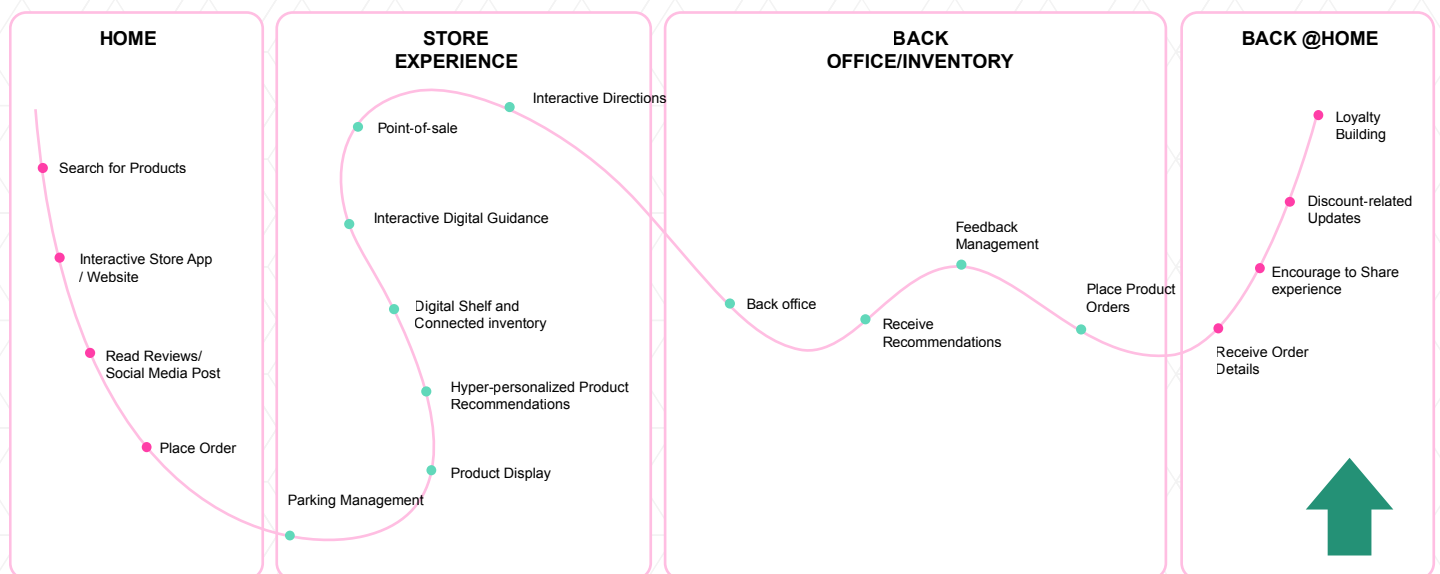 HOME
Search for Products
Interactive Store App
/ Website
Read Reviews/
Social Media Post
Place Order
STORE
EXPERIENCE
Interactive Directions
Point-of-sale
Interactive Digital Guidance
Digital Shelf and
Connected inventory
Hyper-personalized Product
Recommendations
Product Display
Parking Management
BACK
OFFICE/INVENTORY
Back office
Receive
Recommendations
Feedback
Management
Place Product
Orders
BACK @HOME
Loyalty
Building
Discount-related
Updates
Encourage to Share
experience
Receive Order
Details